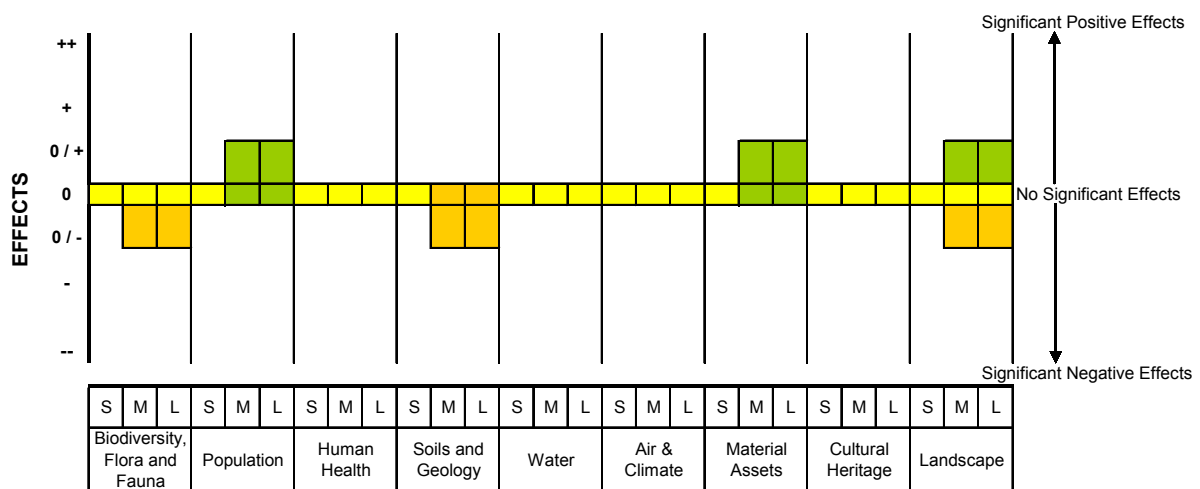 Significant Positive Effects
++
+
0 / +
0
No Significant Effects
0 / -
-
--
EFFECTS
Significant Negative Effects
S M L S M L S M L S M L S M L S M L S M L S M L S M L
Biodiversity,
Flora and
Fauna
Population
Human
Health
Soils and
Geology
Water
Air &
Climate
Material
Assets
Cultural
Heritage
Landscape